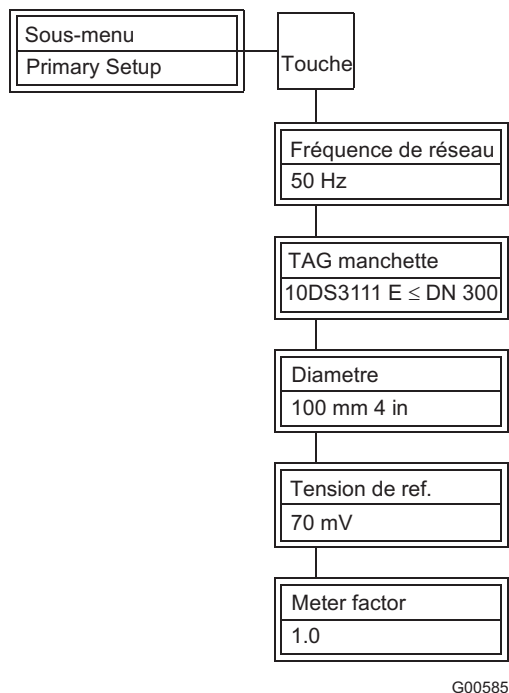 Sous-menu
Primary Setup
Touche
Fréquence de réseau
50 Hz
TAG manchette
10DS3111 E ≤ DN 300
Diametre
100 mm 4 in
Tension de ref.
70 mV
Meter factor
1.0
G00585